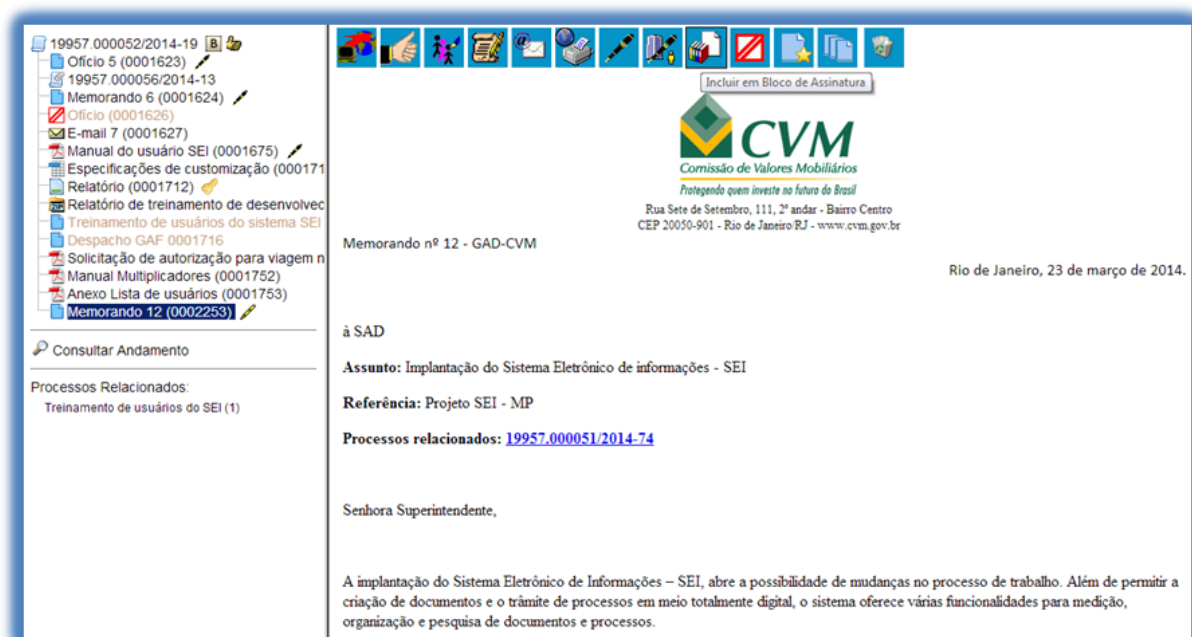 19957.000052/2014-19 B
Ofício 5 (0001623)
19957.000056/2014-13
Memorando 6 (0001624)
Ofício (0001626)
E-mail 7 (0001627)
Manual do usuário SEI (0001675)
Especificações de customização (000171
Relatório (0001712)
Relatório de treinamento de desenvolvec
Treinamento de usuários do sistema SEI
Despacho GAF 0001716
Solicitação de autorização para viagem n
Manual Multiplicadores (0001752)
Anexo Lista de usuários (0001753)
Memorando 12 (0002253)
Consultar Andamento
Processos Relacionados:
Treinamento de usuários do SEI (1)
Incluir em Bloco de Assinatura
CVM
Comissão de Valores Mobiliários
Protegendo quem investe no futuro do Brasil
Rua Sete de Setembro, 111, 2º andar - Bairro Centro
CEP 20050-901 - Rio de Janeiro/RJ - www.cvm.gov.br
Memorando nº 12 - GAD-CVM
Rio de Janeiro, 23 de março de 2014.
à SAD
Assunto: Implantação do Sistema Eletrônico de informações - SEI
Referência: Projeto SEI - MP
Processos relacionados: 19957.000051/2014-74
Senhora Superintendente,
A implantação do Sistema Eletrônico de Informações – SEI, abre a possibilidade de mudanças no processo de trabalho. Além de permitir a
criação de documentos e o trâmite de processos em meio totalmente digital, o sistema oferece várias funcionalidades para medição,
organização e pesquisa de documentos e processos.